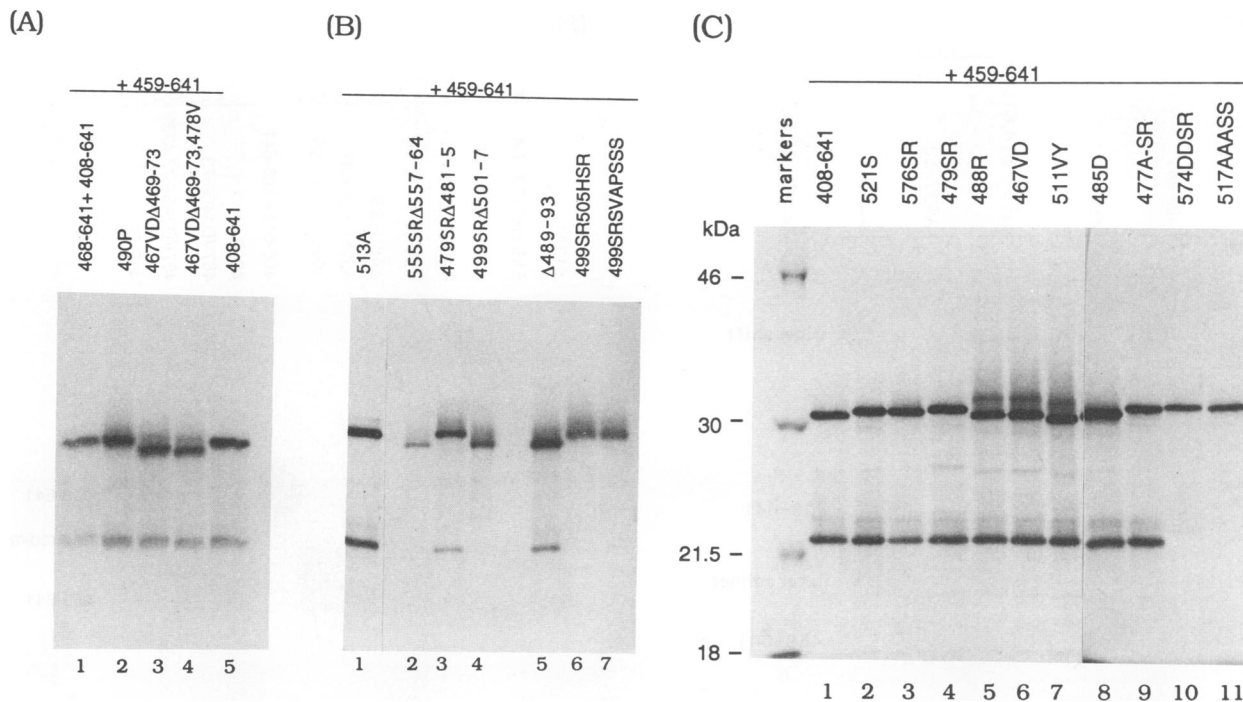 (A)
+ 459-641
468-641+ 408-641
490P
467VDΔ469-73
467VDΔ469-73,478V
408-641
1 2 3 4 5
(B)
+ 459-641
513A
555SRΔ557-64
479SRΔ481-5
499SRΔ501-7
Δ489-93
499SR505HSR
499SRSVAPSSS
1 2 3 4 5 6 7
(C)
+ 459-641
markers
408-641
521S
576SR
479SR
488R
467VD
511VY
485D
477A-SR
574DDSR
517AAASS
kDa
46 –
30 –
21.5 –
18 –
1 2 3 4 5 6 7 8 9 10 11